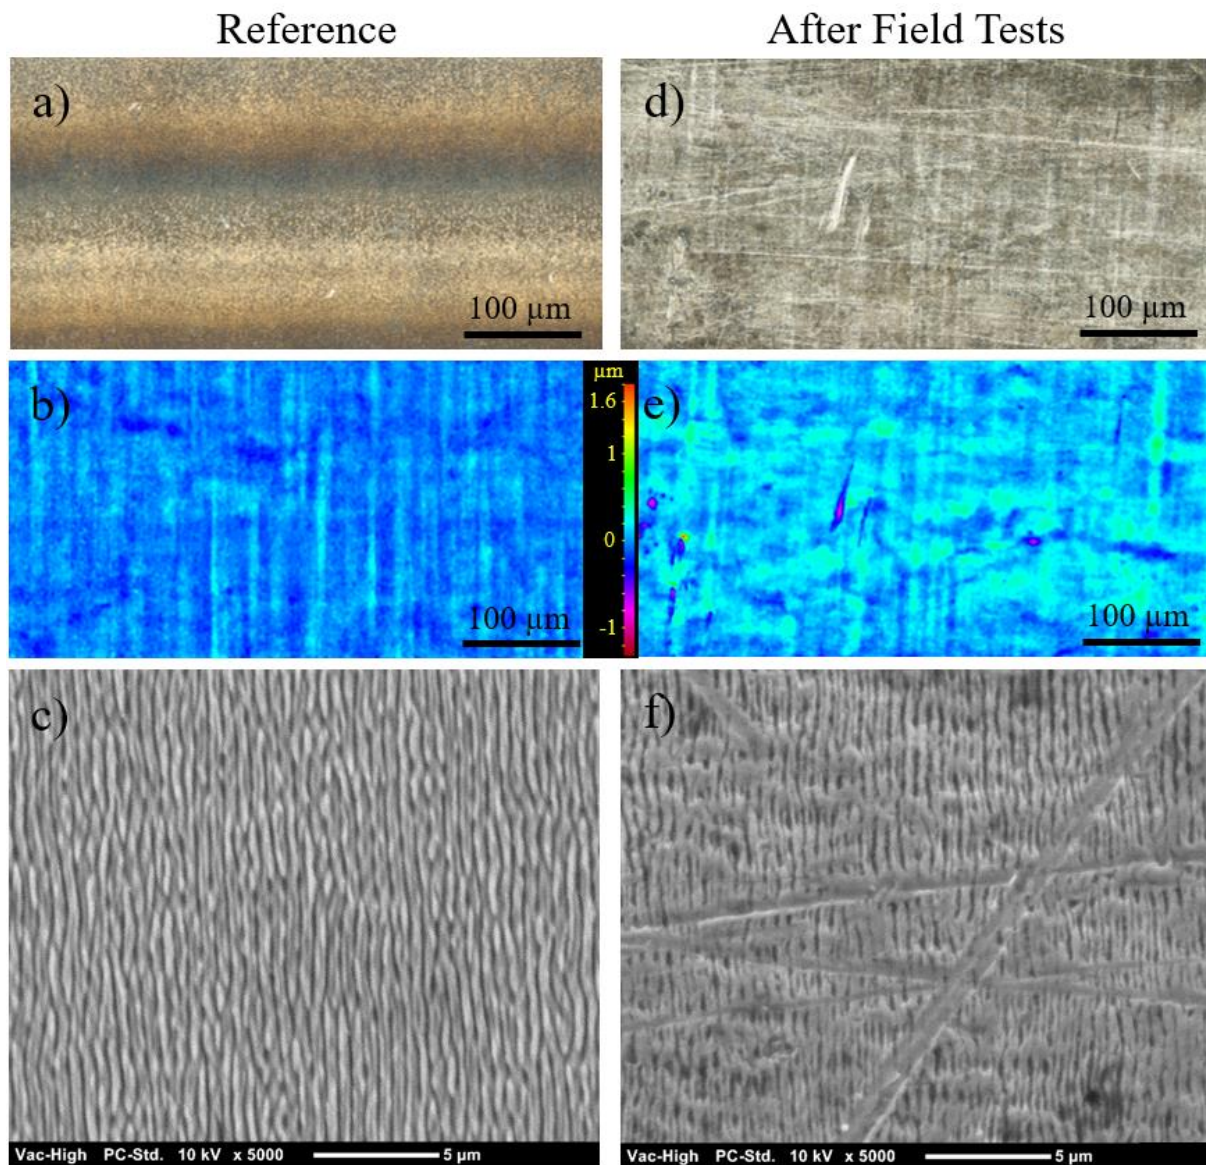 Reference
After Field Tests
a)
100 µm
d)
100 µm
b)
100 µm
µm
1.6
1
0
-1
e)
100 µm
c)
Vac-High PC-Std. 10 kV x 5000 5 µm
f)
Vac-High PC-Std. 10 kV x 5000 5 µm